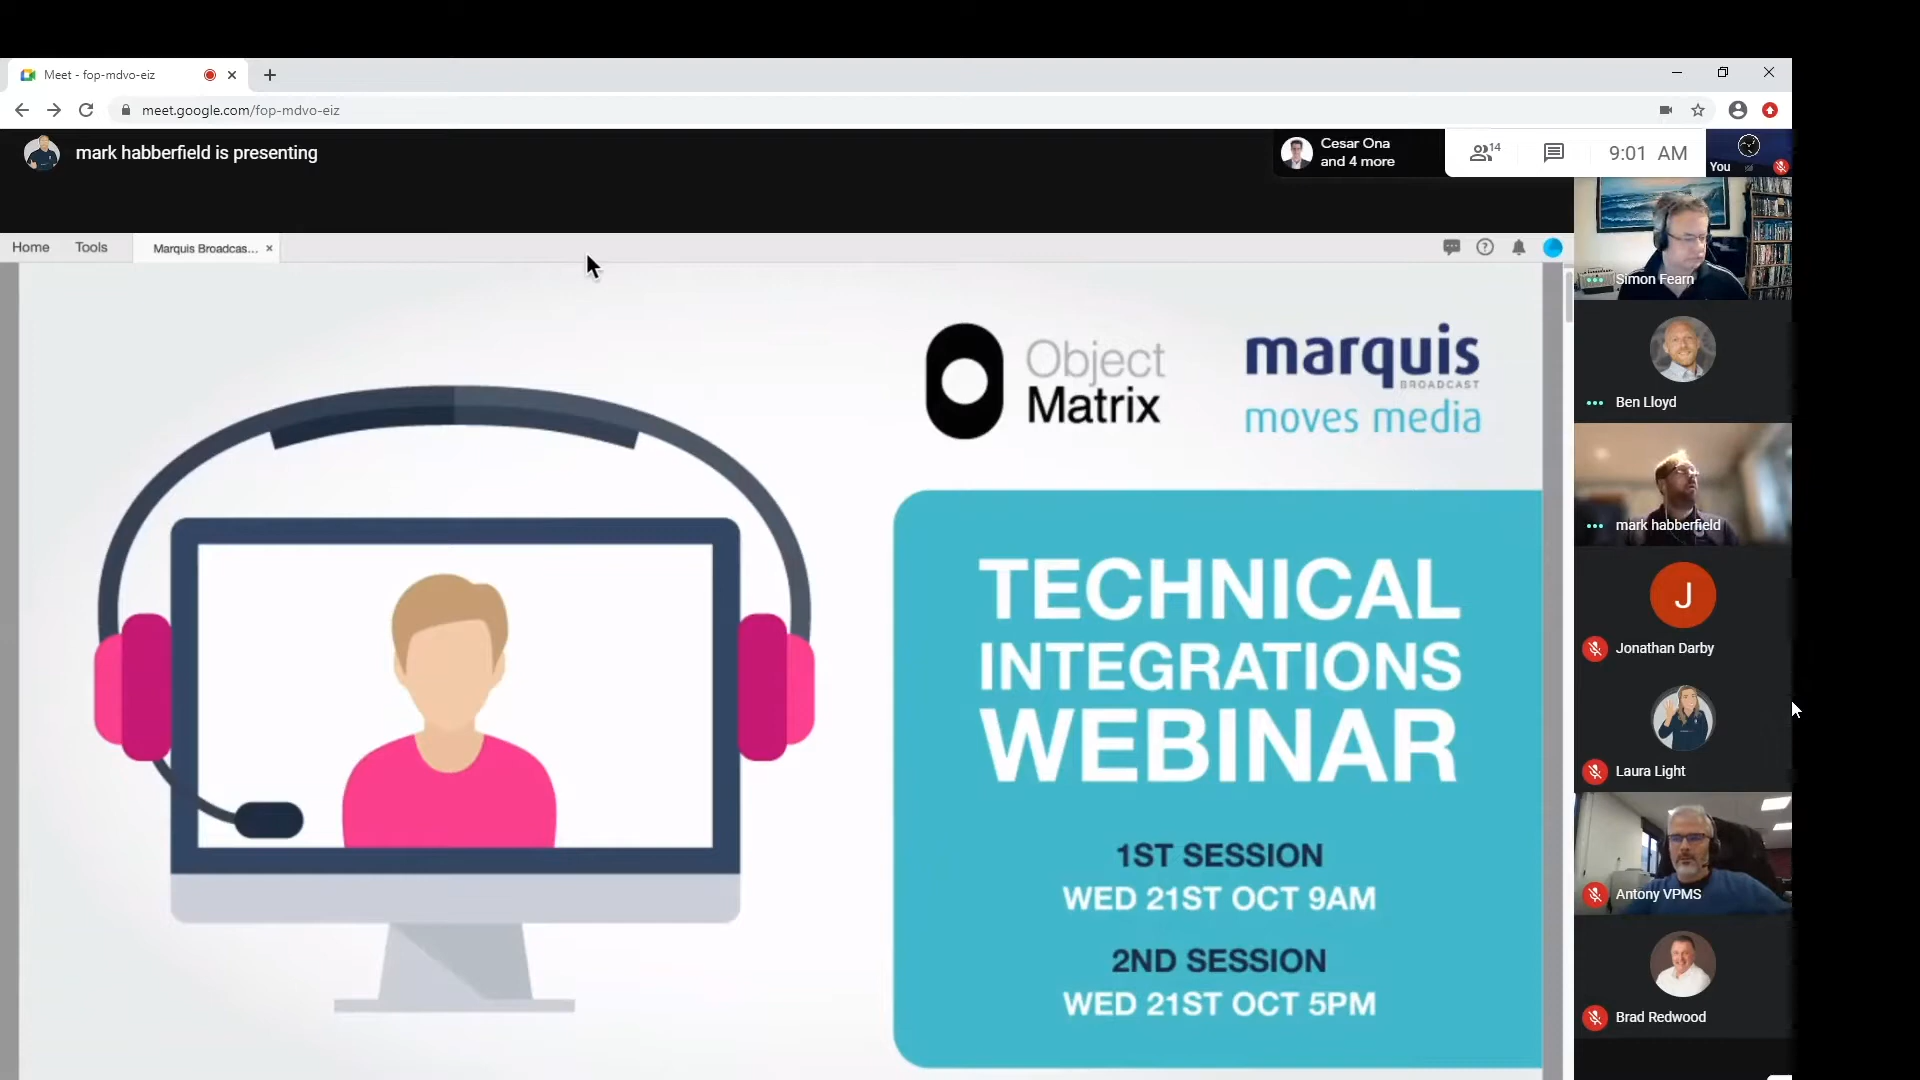 Meet - fop-mdvo-eiz
meet.google.com/fop-mdvo-eiz
mark habberfield is presenting
Cesar Ona
and 4 more
14
9:01 AM
You
Home
Tools
Marquis Broadcas...
Object
Matrix
marquis
BROADCAST
moves media
TECHNICAL
INTEGRATIONS
WEBINAR
1ST SESSION
WED 21ST OCT 9AM
2ND SESSION
WED 21ST OCT 5PM
Simon Fearn
Ben Lloyd
mark habberfield
J
Jonathan Darby
Laura Light
Antony VPMS
Brad Redwood